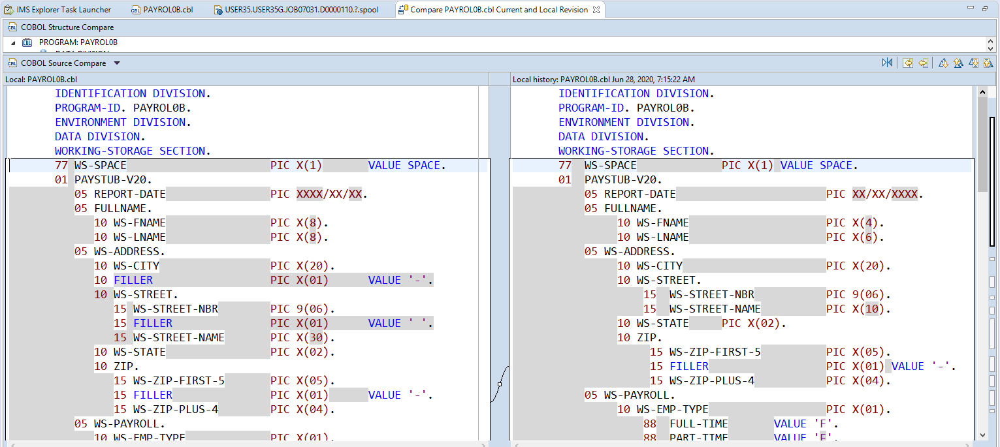 IMS Explorer Task Launcher PAYROL0B.cbl USER35.USER35G.JOB07031.D0000110.?.spool Compare PAYROL0B.cbl Current and Local Revision
COBOL Structure Compare
PROGRAM: PAYROL0B
DATA DIVISION
COBOL Source Compare
Local: PAYROL0B.cbl
IDENTIFICATION DIVISION.
PROGRAM-ID. PAYROL0B.
ENVIRONMENT DIVISION.
DATA DIVISION.
WORKING-STORAGE SECTION.
77 WS-SPACE PIC X(1) VALUE SPACE.
01 PAYSTUB-V20.
05 REPORT-DATE PIC XXXX/XX/XX.
05 FULLNAME.
10 WS-FNAME PIC X(8).
10 WS-LNAME PIC X(8).
05 WS-ADDRESS.
10 WS-CITY PIC X(20).
10 FILLER PIC X(01) VALUE '-'.
10 WS-STREET.
15 WS-STREET-NBR PIC 9(06).
15 FILLER PIC X(01) VALUE ' '.
15 WS-STREET-NAME PIC X(30).
10 WS-STATE PIC X(02).
10 ZIP.
15 WS-ZIP-FIRST-5 PIC X(05).
15 FILLER PIC X(01) VALUE '-'.
15 WS-ZIP-PLUS-4 PIC X(04).
05 WS-PAYROLL.
10 WS-EMP-TYPE PIC X(01).
Local history: PAYROL0B.cbl Jun 28, 2020, 7:15:22 AM
IDENTIFICATION DIVISION.
PROGRAM-ID. PAYROL0B.
ENVIRONMENT DIVISION.
DATA DIVISION.
WORKING-STORAGE SECTION.
77 WS-SPACE PIC X(1) VALUE SPACE.
01 PAYSTUB-V20.
05 REPORT-DATE PIC XX/XX/XXXX.
05 FULLNAME.
10 WS-FNAME PIC X(4).
10 WS-LNAME PIC X(6).
05 WS-ADDRESS.
10 WS-CITY PIC X(20).
10 WS-STREET.
15 WS-STREET-NBR PIC 9(06).
15 WS-STREET-NAME PIC X(10).
10 WS-STATE PIC X(02).
10 ZIP.
15 WS-ZIP-FIRST-5 PIC X(05).
15 FILLER PIC X(01) VALUE '-'.
15 WS-ZIP-PLUS-4 PIC X(04).
05 WS-PAYROLL.
10 WS-EMP-TYPE PIC X(01).
88 FULL-TIME VALUE 'F'.
88 PART-TIME VALUE